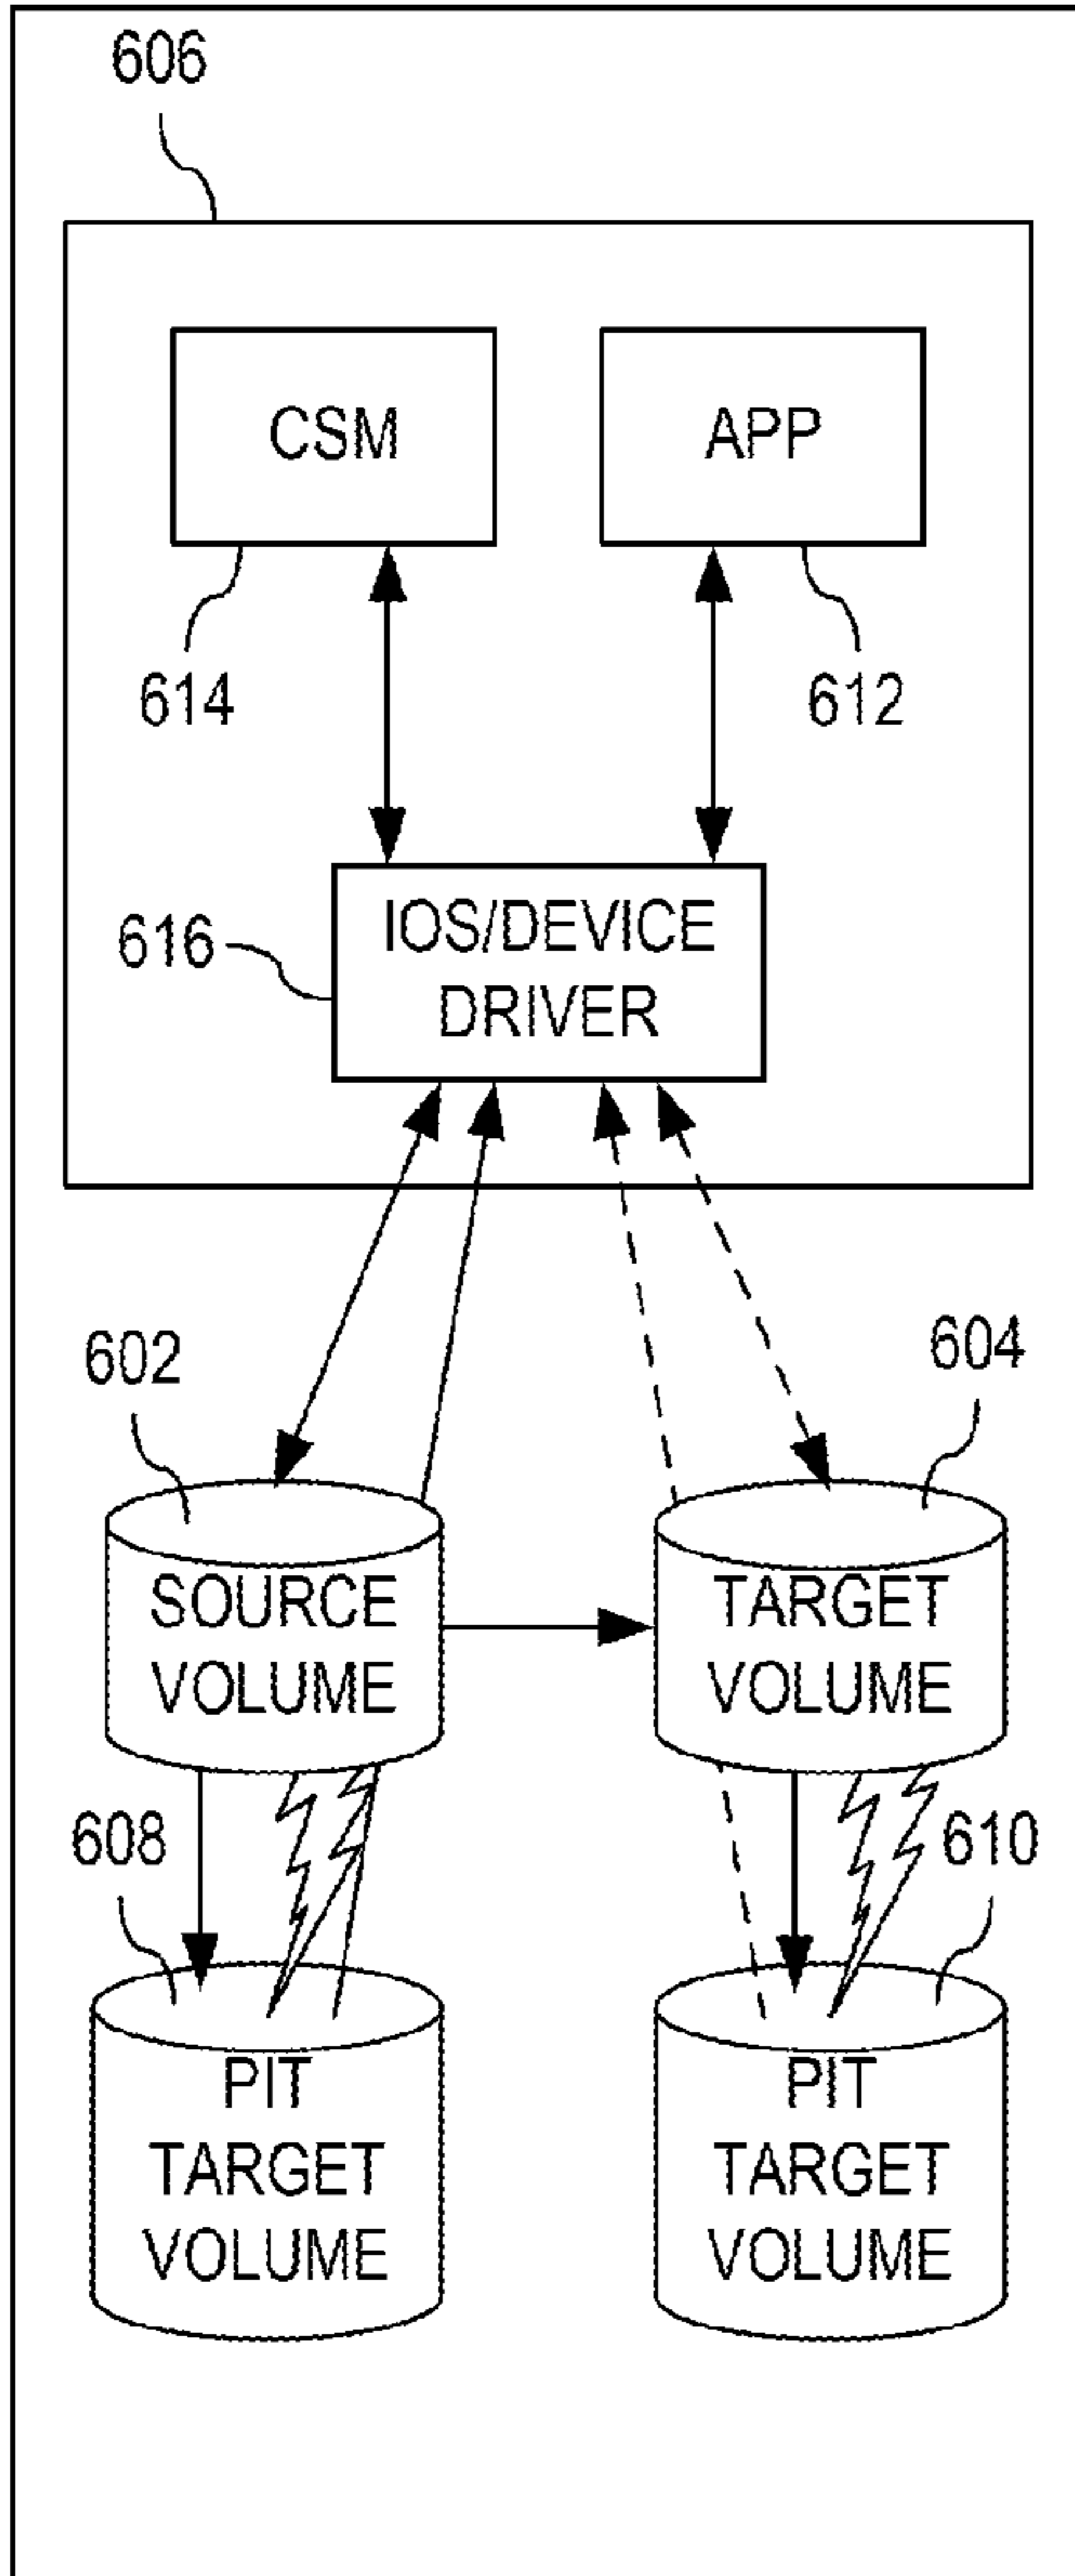 606
CSM
APP
614
612
616
IOS/DEVICE
DRIVER
602
604
SOURCE
VOLUME
TARGET
VOLUME
608
610
PIT
TARGET
VOLUME
PIT
TARGET
VOLUME